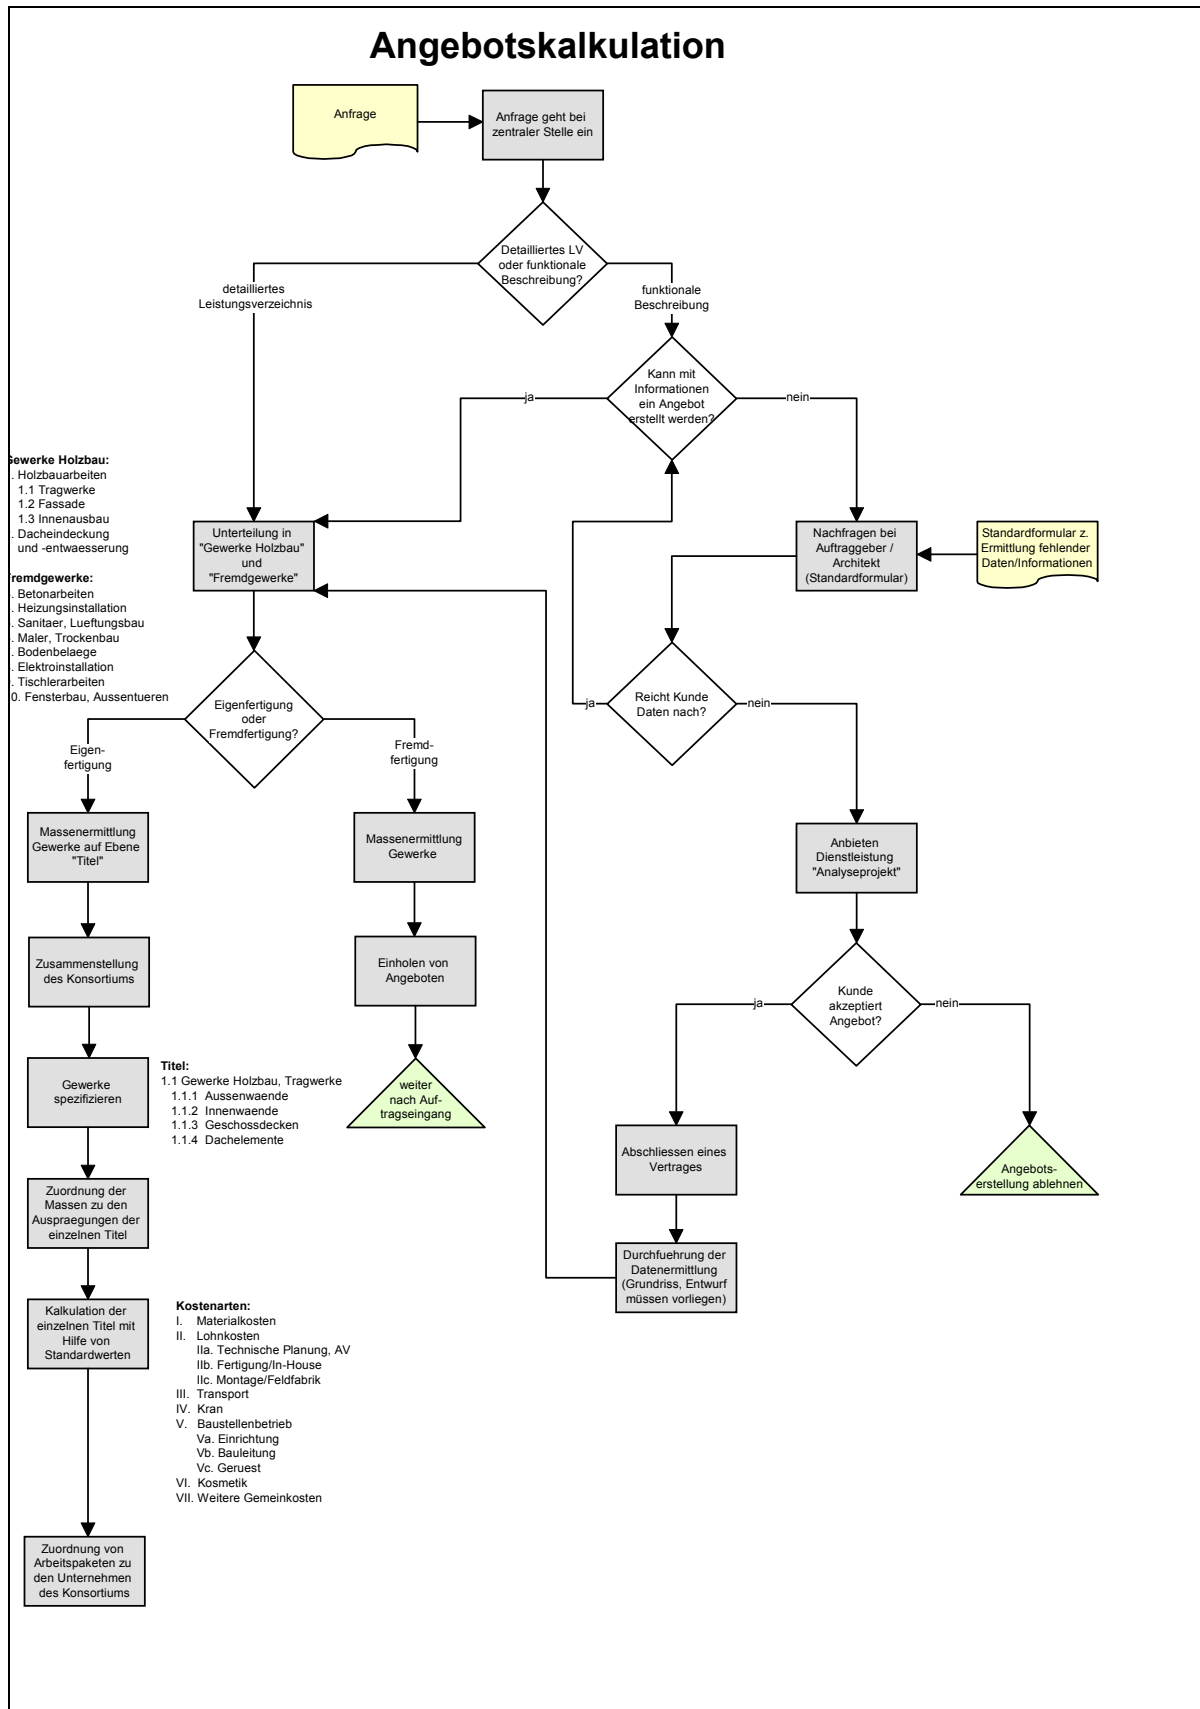 Angebotskalkulation
Anfrage
Anfrage geht bei
zentraler Stelle ein
Detailliertes LV
oder funktionale
Beschreibung?
detailliertes
Leistungsverzeichnis
funktionale
Beschreibung
Kann mit
Informationen
ein Angebot
erstellt werden?
ja
nein
ewerke Holzbau:
. Holzbauarbeiten
1.1 Tragwerke
1.2 Fassade
1.3 Innenausbau
. Dacheindeckung
und -entwaesserung
remdgewerke:
. Betonarbeiten
. Heizungsinstallation
. Sanitaer, Lueftungsbau
. Maler, Trockenbau
. Bodenbelaege
. Elektroinstallation
. Tischlerarbeiten
0. Fensterbau, Aussentueren
Unterteilung in
"Gewerke Holzbau"
und
"Fremdgewerke"
Nachfragen bei
Auftraggeber /
Architekt
(Standardformular)
Standardformular z.
Ermittlung fehlender
Daten/Informationen
Eigenfertigung
oder
Fremdfertigung?
Reicht Kunde
Daten nach?
ja
nein
Eigen-
fertigung
Fremd-
fertigung
Massenermittlung
Gewerke auf Ebene
"Titel"
Massenermittlung
Gewerke
Anbieten
Dienstleistung
"Analyseprojekt"
Zusammenstellung
des Konsortiums
Einholen von
Angeboten
Kunde
akzeptiert
Angebot?
ja
nein
Gewerke
spezifizieren
Titel:
1.1 Gewerke Holzbau, Tragwerke
1.1.1 Aussenwaende
1.1.2 Innenwaende
1.1.3 Geschossdecken
1.1.4 Dachelemente
weiter
nach Auf-
tragseingang
Abschliessen eines
Vertrages
Angebots-
erstellung ablehnen
Zuordnung der
Massen zu den
Auspraegungen der
einzelnen Titel
Durchfuehrung der
Datenermittlung
(Grundriss, Entwurf
müssen vorliegen)
Kalkulation der
einzelnen Titel mit
Hilfe von
Standardwerten
Kostenarten:
I. Materialkosten
II. Lohnkosten
IIa. Technische Planung, AV
IIb. Fertigung/In-House
IIc. Montage/Feldfabrik
III. Transport
IV. Kran
V. Baustellenbetrieb
Va. Einrichtung
Vb. Bauleitung
Vc. Geruest
VI. Kosmetik
VII. Weitere Gemeinkosten
Zuordnung von
Arbeitspaketen zu
den Unternehmen
des Konsortiums